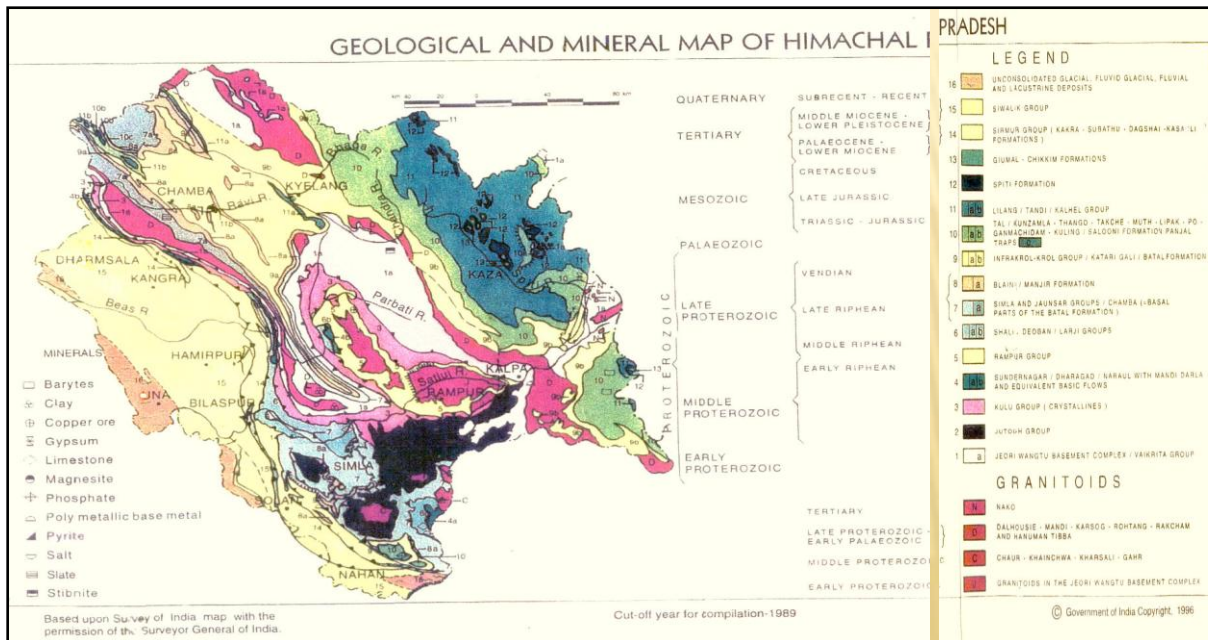 GEOLOGICAL AND MINERAL MAP OF HIMACHAL PRADESH
KM
40
80 KM
CHAMBA
Ravi R.
KYELANG
Bhaga R.
Chandra R.
DHARMSALA
KANGRA
Beas R
Parbati R.
KAZA
HAMIRPUR
UNA
BILASPUR
Satluj R.
RAMPUR
KALPA
SIMLA
SOLAN
NAHAN
MINERALS
Barytes
Clay
Copper ore
Gypsum
Limestone
Magnesite
Phosphate
Poly metallic base metal
Pyrite
Salt
Slate
Stibnite
Based upon Survey of India map with the
permission of the Surveyor General of India.
Cut-off year for compilation-1989
QUATERNARY SUBRECENT - RECENT
TERTIARY
MIDDLE MIOCENE -
LOWER PLEISTOCENE
PALAEOCENE -
LOWER MIOCENE
CRETACEOUS
MESOZOIC LATE JURASSIC
TRIASSIC - JURASSIC
PALAEOZOIC
PROTEROZOIC
VENDIAN
LATE
PROTEROZOIC
LATE RIPHEAN
MIDDLE RIPHEAN
EARLY RIPHEAN
MIDDLE
PROTEROZOIC
EARLY
PROTEROZOIC
TERTIARY
LATE PROTEROZOIC -
EARLY PALAEOZOIC
MIDDLE PROTEROZOIC
EARLY PROTEROZOIC
LEGEND
16 UNCONSOLIDATED GLACIAL, FLUVIO GLACIAL, FLUVIAL
AND LACUSTRINE DEPOSITS
15 SIWALIK GROUP
14 SIRMUR GROUP ( KAKRA - SUBATHU - DAGSHAI - KASAULI
FORMATIONS )
13 GIUMAL - CHIKKIM FORMATIONS
12 SPITI FORMATION
11 a b LILANG / TANDI / KALHEL GROUP
10 a b TAL / KUNZAMLA - THANGO - TAKCHE - MUTH - LIPAK - PO -
GANMACHIDAM - KULING / SALOONI FORMATION PANJAL
TRAPS c
9 a b INFRAKROL-KROL GROUP / KATARI GALI / BATAL FORMATION
8 a BLAINI / MANJIR FORMATION
7 a SIMLA AND JAUNSAR GROUPS / CHAMBA (=BASAL
PARTS OF THE BATAL FORMATION )
6 a b SHALI, DEOBAN / LARJI GROUPS
5 RAMPUR GROUP
4 a b SUNDERNAGAR / DHARAGAD / NARAUL WITH MANDI DARLA
AND EQUIVALENT BASIC FLOWS
3 KULU GROUP ( CRYSTALLINES )
2 JUTOGH GROUP
1 a JEORI WANGTU BASEMENT COMPLEX / VAIKRITA GROUP
GRANITOIDS
N NAKO
D DALHOUSIE - MANDI - KARSOG - ROHTANG - RAKCHAM
AND HANUMAN TIBBA
C CHAUR - KHAINCHWA - KHARSALI - GAHR
J GRANITOIDS IN THE JEORI WANGTU BASEMENT COMPLEX
© Government of India Copyright, 1996